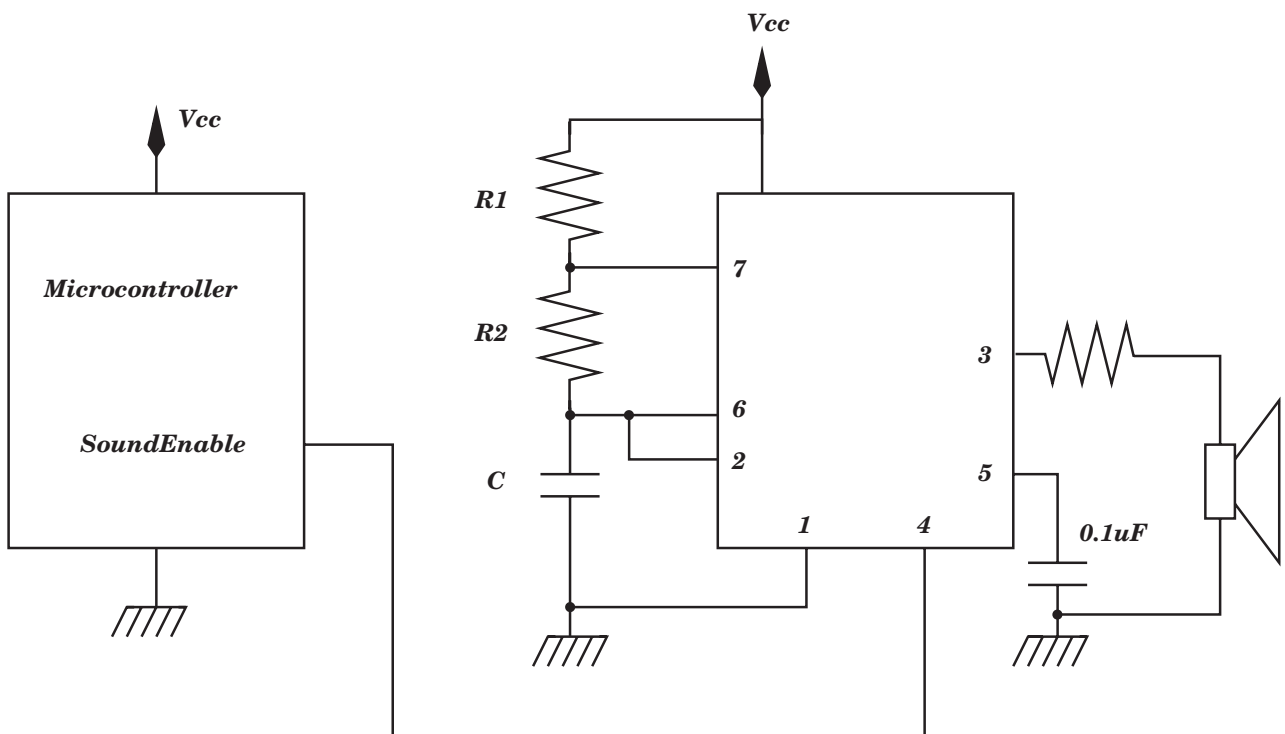 Vcc
Vcc
R1
7
Microcontroller
R2
3
6
SoundEnable
2
5
C
1
4
0.1uF